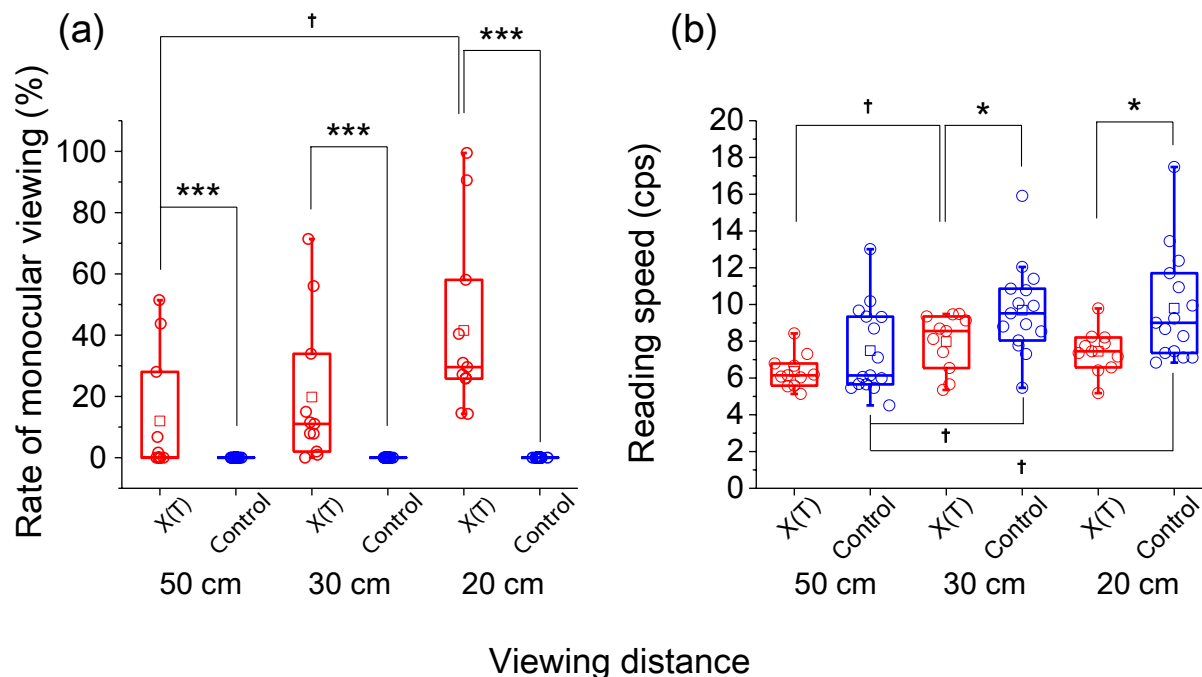 (a)
†
***
***
***
Rate of monocular viewing (%)
100
80
60
40
20
0
X(T)
Control
X(T)
Control
X(T)
Control
50 cm
30 cm
20 cm
(b)
†
*
*
Reading speed (cps)
20
18
16
14
12
10
8
6
4
2
0
†
†
X(T)
Control
X(T)
Control
X(T)
Control
50 cm
30 cm
20 cm
Viewing distance